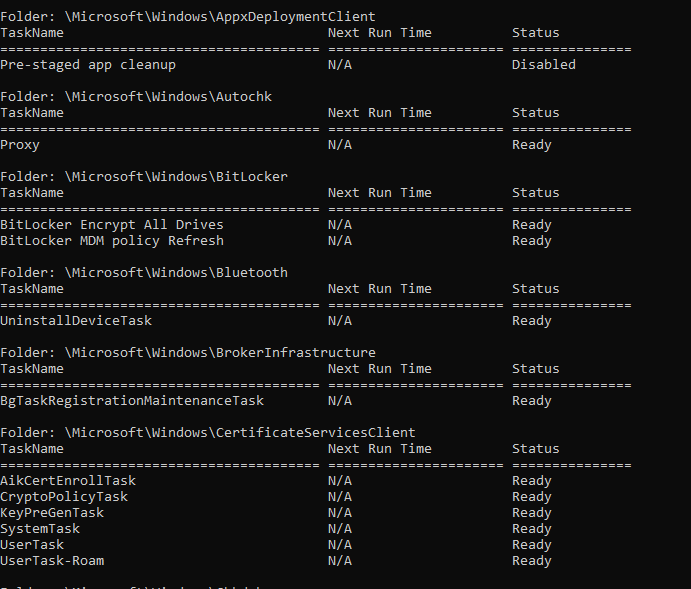 Folder: \Microsoft\Windows\AppxDeploymentClient
TaskName                                 Next Run Time          Status
======================================== ====================== ===============
Pre-staged app cleanup                   N/A                    Disabled

Folder: \Microsoft\Windows\Autochk
TaskName                                 Next Run Time          Status
======================================== ====================== ===============
Proxy                                    N/A                    Ready

Folder: \Microsoft\Windows\BitLocker
TaskName                                 Next Run Time          Status
======================================== ====================== ===============
BitLocker Encrypt All Drives             N/A                    Ready
BitLocker MDM policy Refresh             N/A                    Ready

Folder: \Microsoft\Windows\Bluetooth
TaskName                                 Next Run Time          Status
======================================== ====================== ===============
UninstallDeviceTask                      N/A                    Ready

Folder: \Microsoft\Windows\BrokerInfrastructure
TaskName                                 Next Run Time          Status
======================================== ====================== ===============
BgTaskRegistrationMaintenanceTask        N/A                    Ready

Folder: \Microsoft\Windows\CertificateServicesClient
TaskName                                 Next Run Time          Status
======================================== ====================== ===============
AikCertEnrollTask                        N/A                    Ready
CryptoPolicyTask                         N/A                    Ready
KeyPreGenTask                            N/A                    Ready
SystemTask                               N/A                    Ready
UserTask                                 N/A                    Ready
UserTask-Roam                            N/A                    Ready